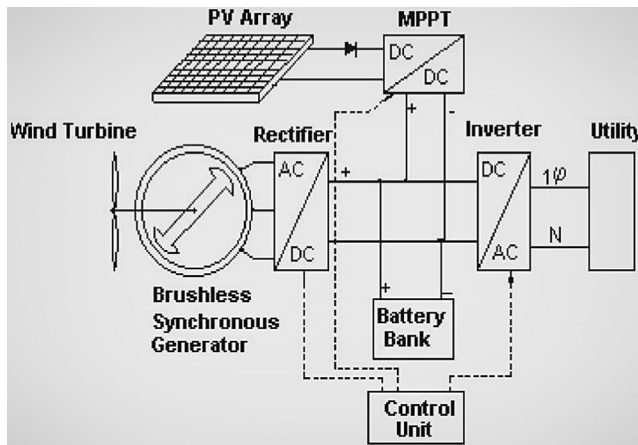 PV Array
MPPT
DC
DC
Wind Turbine
Rectifier
Inverter
Utility
AC
DC
+
+
-
DC
AC
1φ
N
+
-
Brushless
Synchronous
Generator
Battery
Bank
Control
Unit